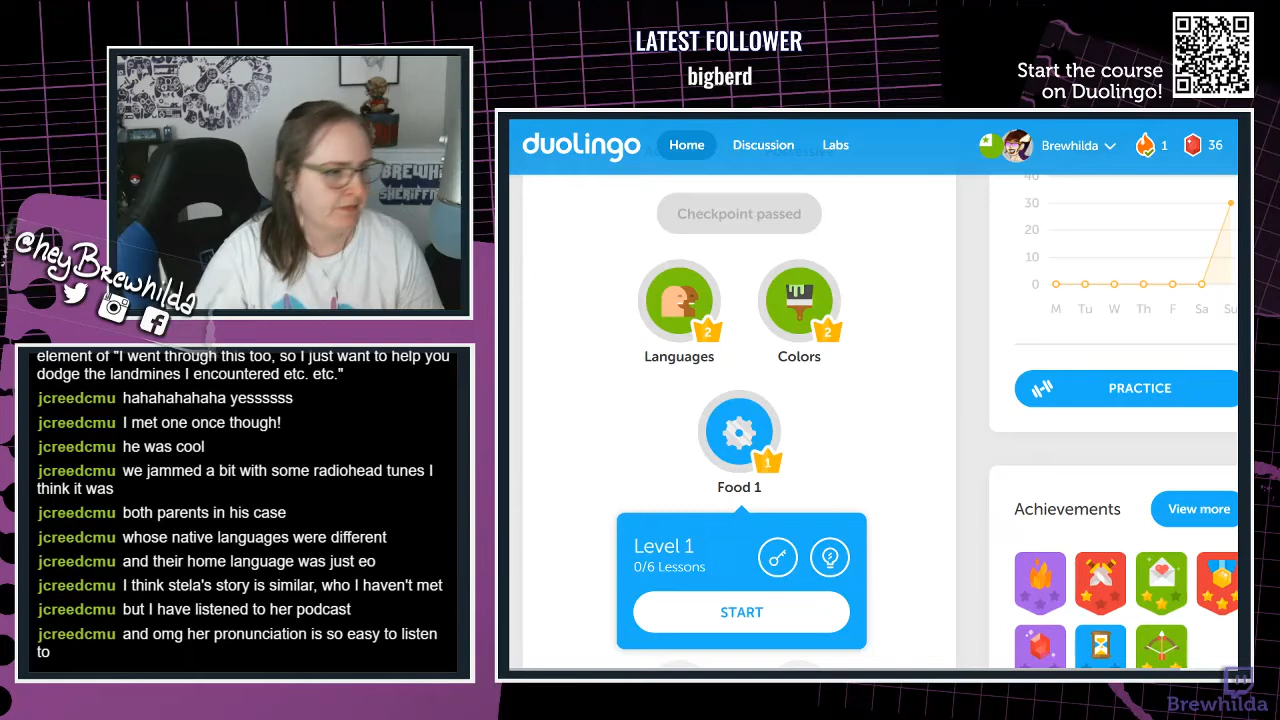 LATEST FOLLOWER
bigberd
Start the course
on Duolingo!
BREWHI
SHERIFFN
@heyBrewhilda
element of "I went through this too, so I just want to help you
dodge the landmines I encountered etc. etc."
jcreedcmu hahahahahaha yessssss
jcreedcmu I met one once though!
jcreedcmu he was cool
jcreedcmu we jammed a bit with some radiohead tunes I
think it was
jcreedcmu both parents in his case
jcreedcmu whose native languages were different
jcreedcmu and their home language was just eo
jcreedcmu I think stela's story is similar, who I haven't met
jcreedcmu but I have listened to her podcast
jcreedcmu and omg her pronunciation is so easy to listen
to
duolingo Home Discussion Labs Brewhilda 1 36
Checkpoint passed
2 2
Languages Colors
1
Food 1
Level 1
0/6 Lessons
START
40
30
20
10
0
M Tu W Th F Sa Su
PRACTICE
Achievements View more
Brewhilda